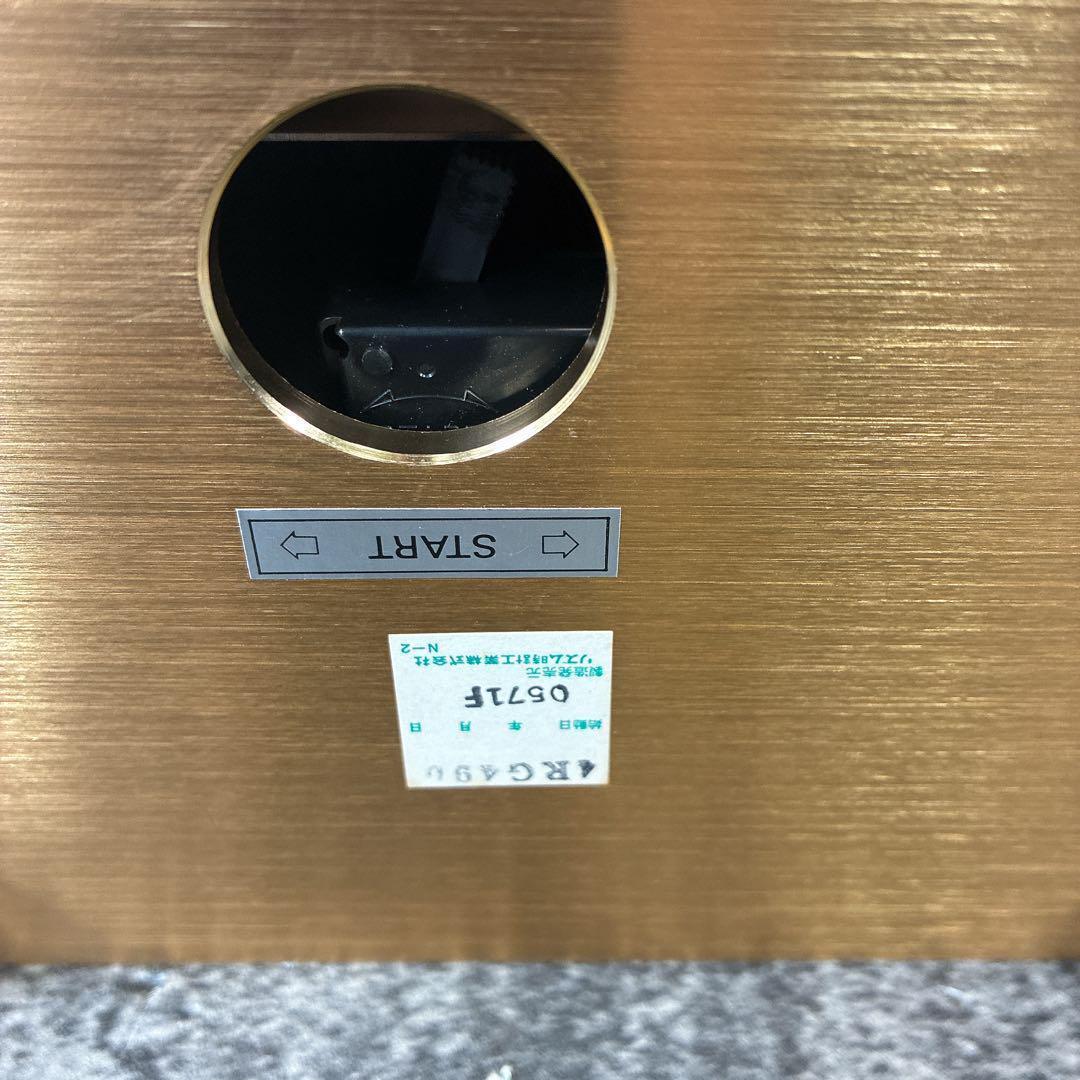 ⇦ START ⇨
4RG490
始動日 年 月 日
0571F
製造発売元
リズム時計工業株式会社
N-2